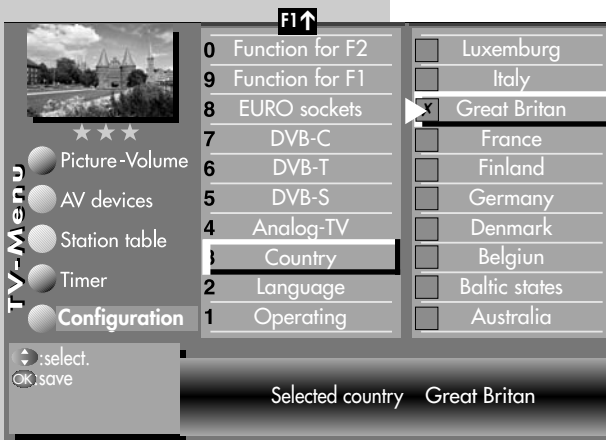 F1↑
TV-Menu
Picture-Volume
AV devices
Station table
Timer
Configuration
0 Function for F2
9 Function for F1
8 EURO sockets
7 DVB-C
6 DVB-T
5 DVB-S
4 Analog-TV
3 Country
2 Language
1 Operating
Luxemburg
Italy
x Great Britan
France
Finland
Germany
Denmark
Belgiun
Baltic states
Australia
:select.
OK:save
Selected country Great Britan